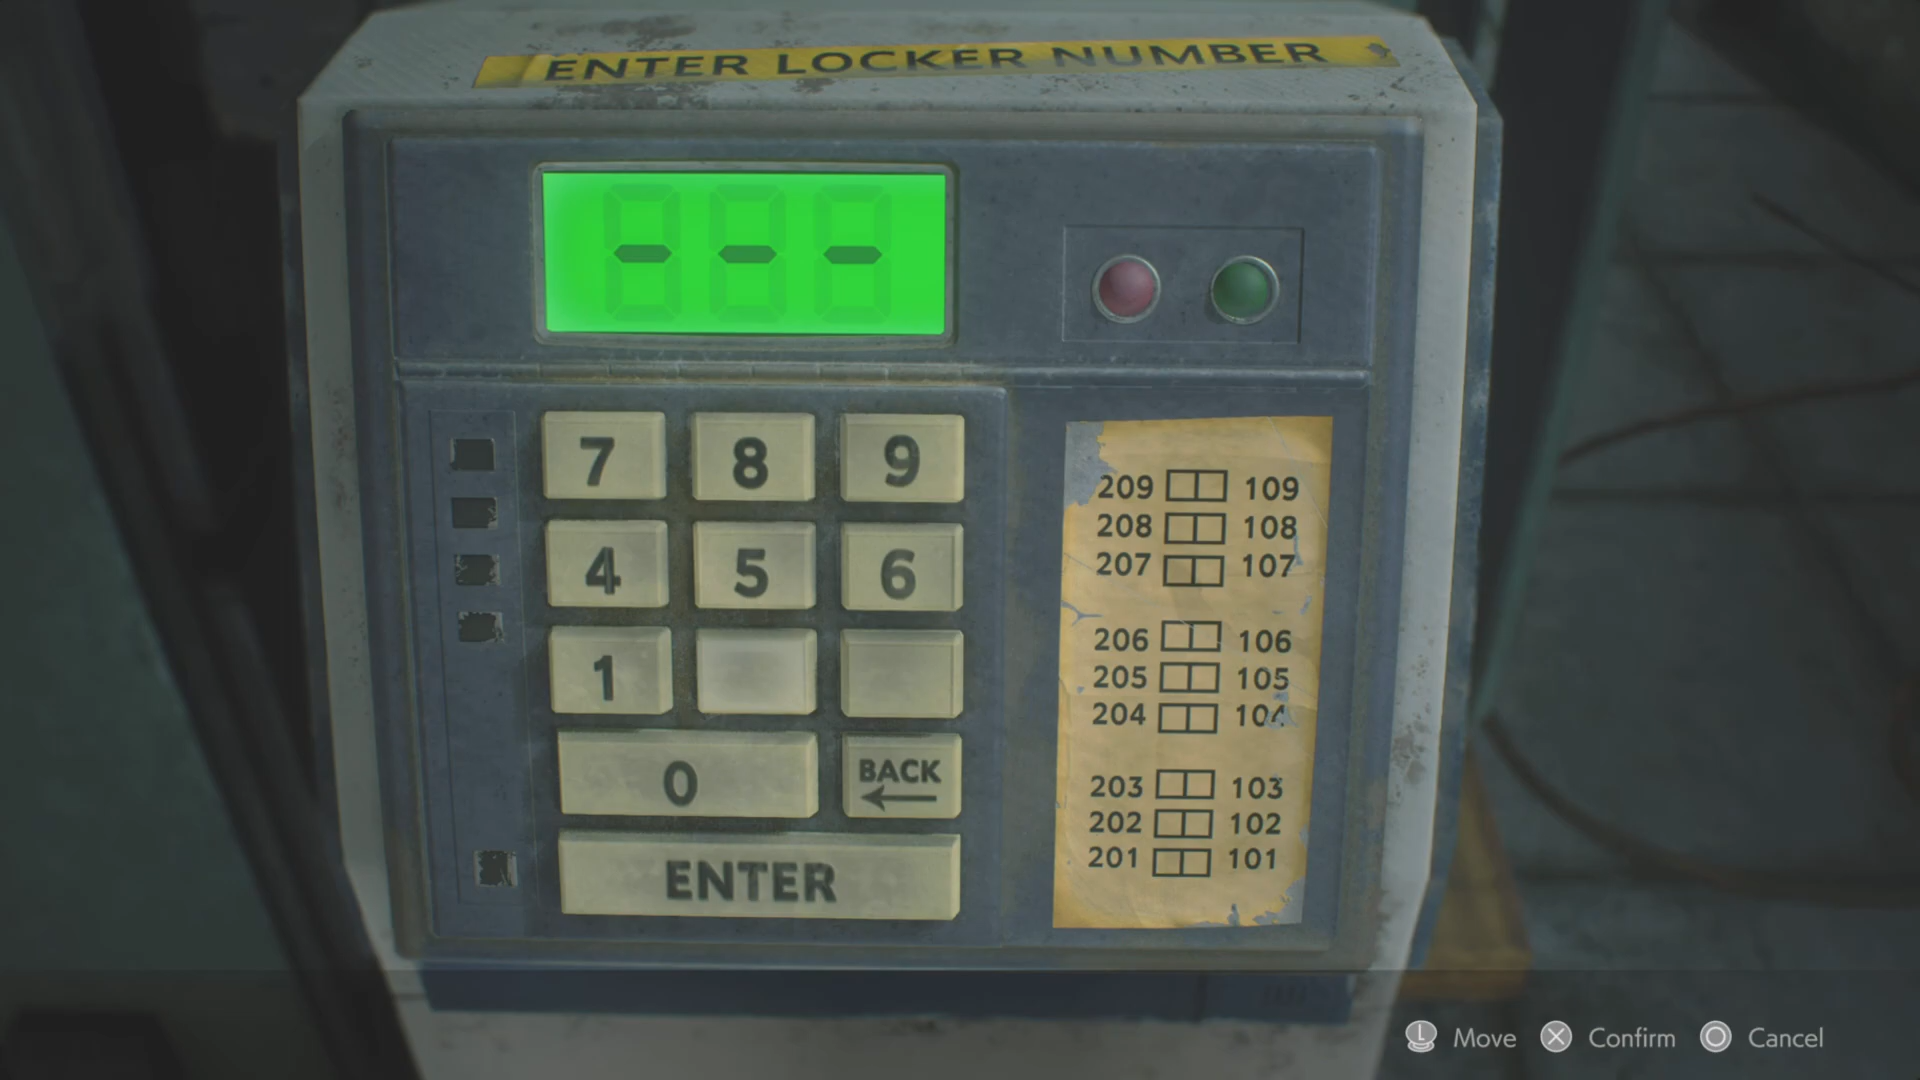 ENTER LOCKER NUMBER
- - -
7 8 9
4 5 6
1
0 BACK
ENTER
209 109
208 108
207 107
206 106
205 105
204 104
203 103
202 102
201 101
L Move Confirm Cancel